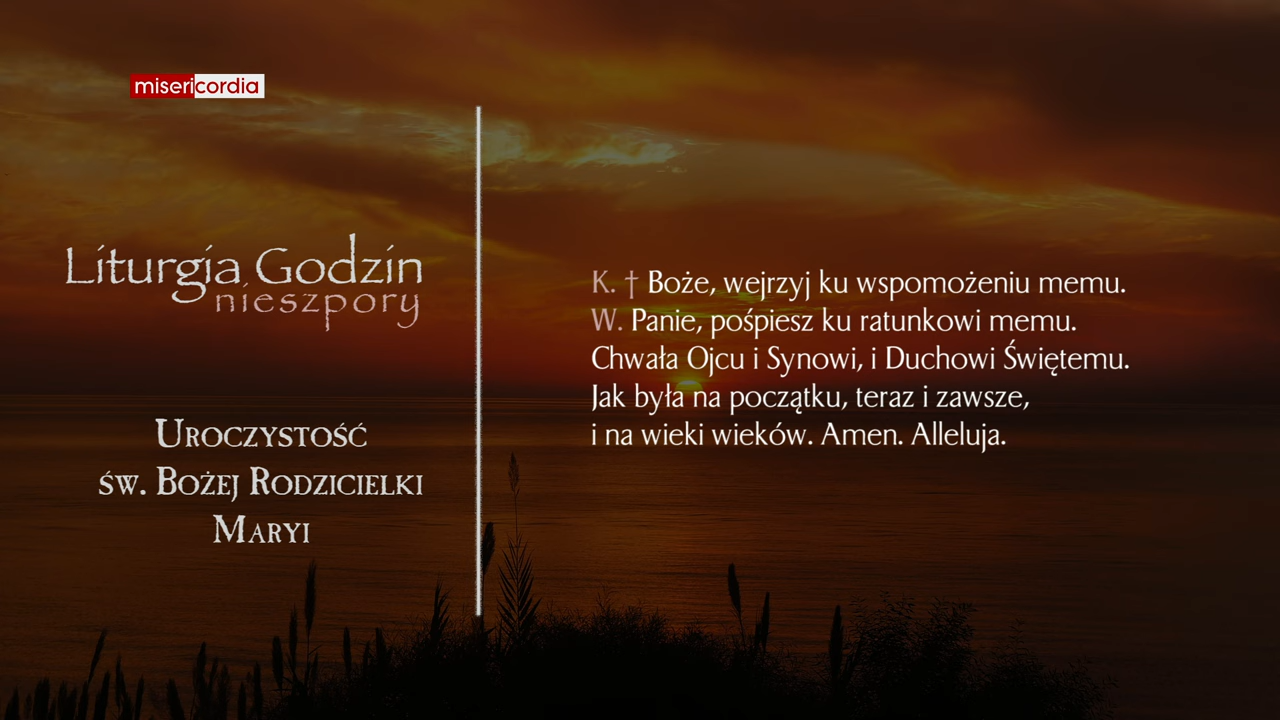 misericordia
Liturgia Godzin
nieszpory
Uroczystość
św. Bożej Rodzicielki
Maryi
K. † Boże, wejrzyj ku wspomożeniu memu.
W. Panie, pośpiesz ku ratunkowi memu.
Chwała Ojcu i Synowi, i Duchowi Świętemu.
Jak była na początku, teraz i zawsze,
i na wieki wieków. Amen. Alleluja.